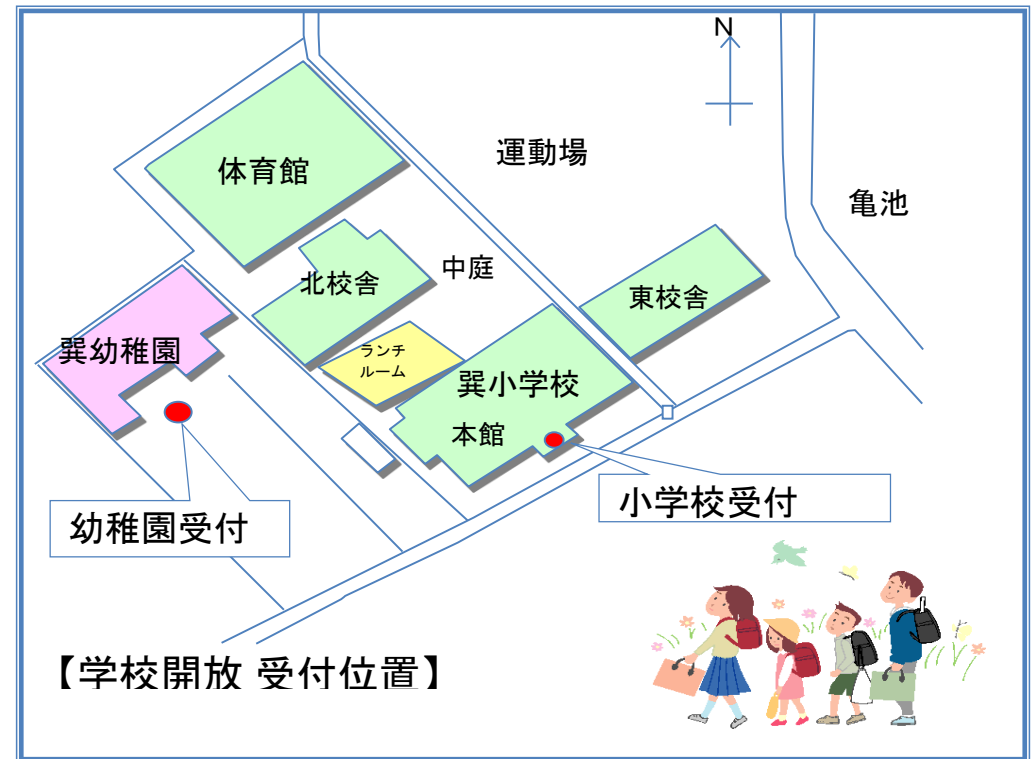 N
体育館
運動場
亀池
北校舎
中庭
東校舎
巽幼稚園
ランチ
ルーム
巽小学校
本館
幼稚園受付
小学校受付
【学校開放 受付位置】